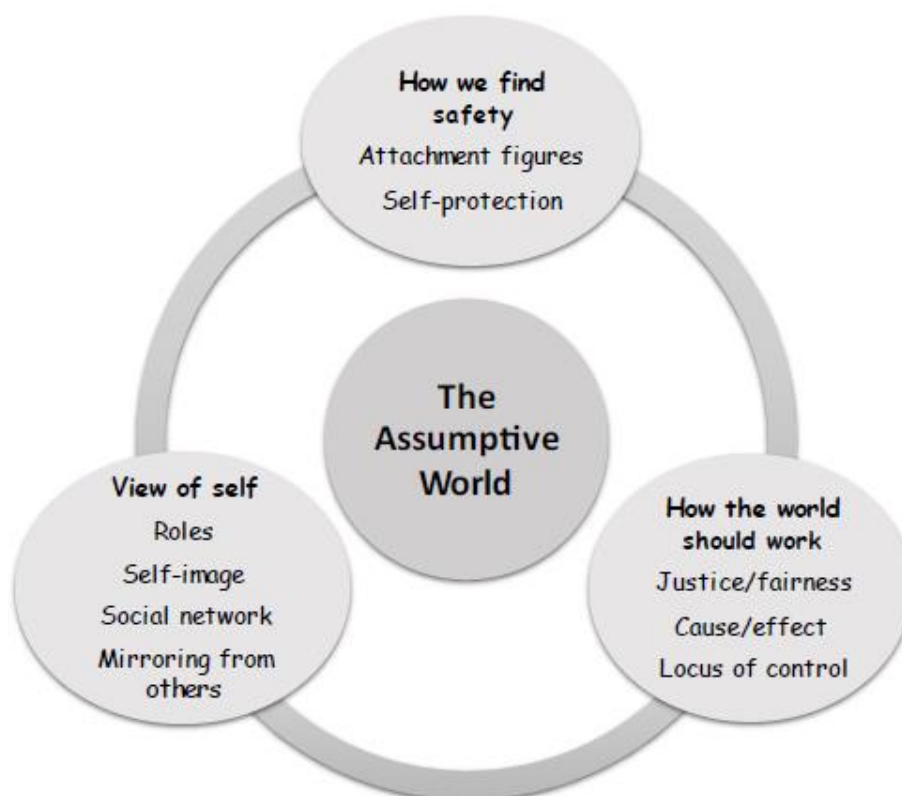 How we find
safety
Attachment figures
Self-protection
The
Assumptive
World
View of self
Roles
Self-image
Social network
Mirroring from
others
How the world
should work
Justice/fairness
Cause/effect
Locus of control